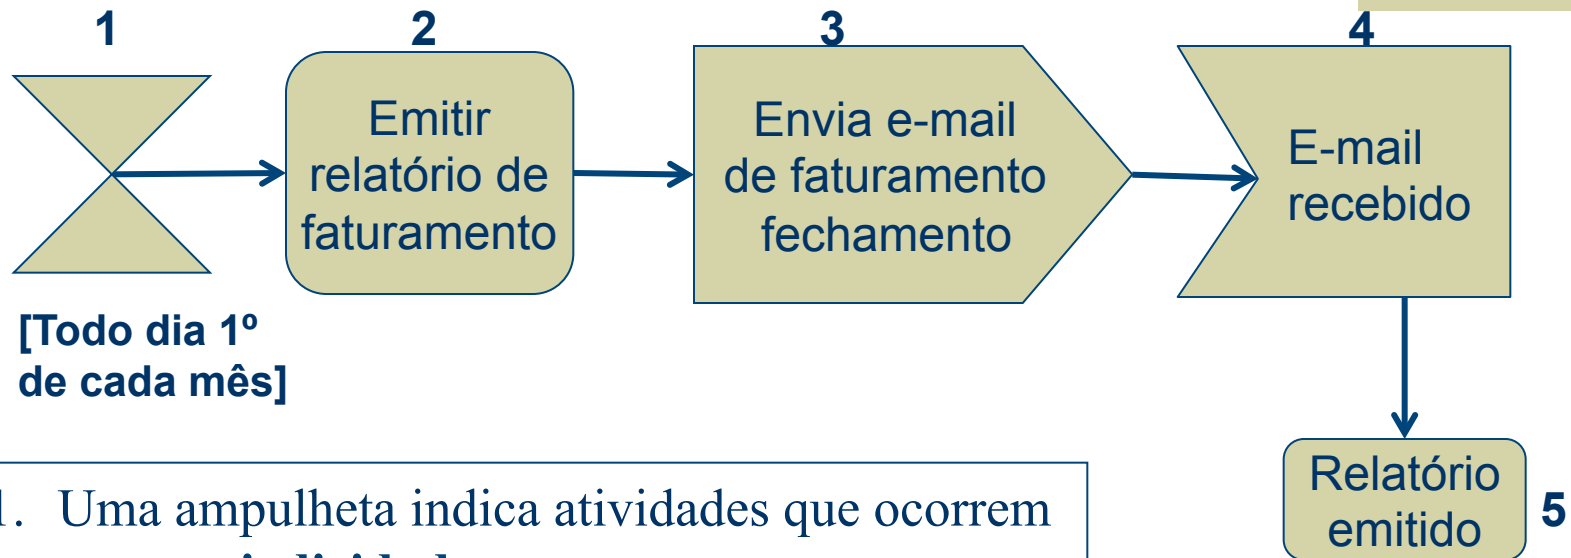 1
2
3
4
Emitir
relatório de
faturamento
Envia e-mail
de faturamento
fechamento
E-mail
recebido
[Todo dia 1º
de cada mês]
Relatório
emitido
5
1. Uma ampulheta indica atividades que ocorrem